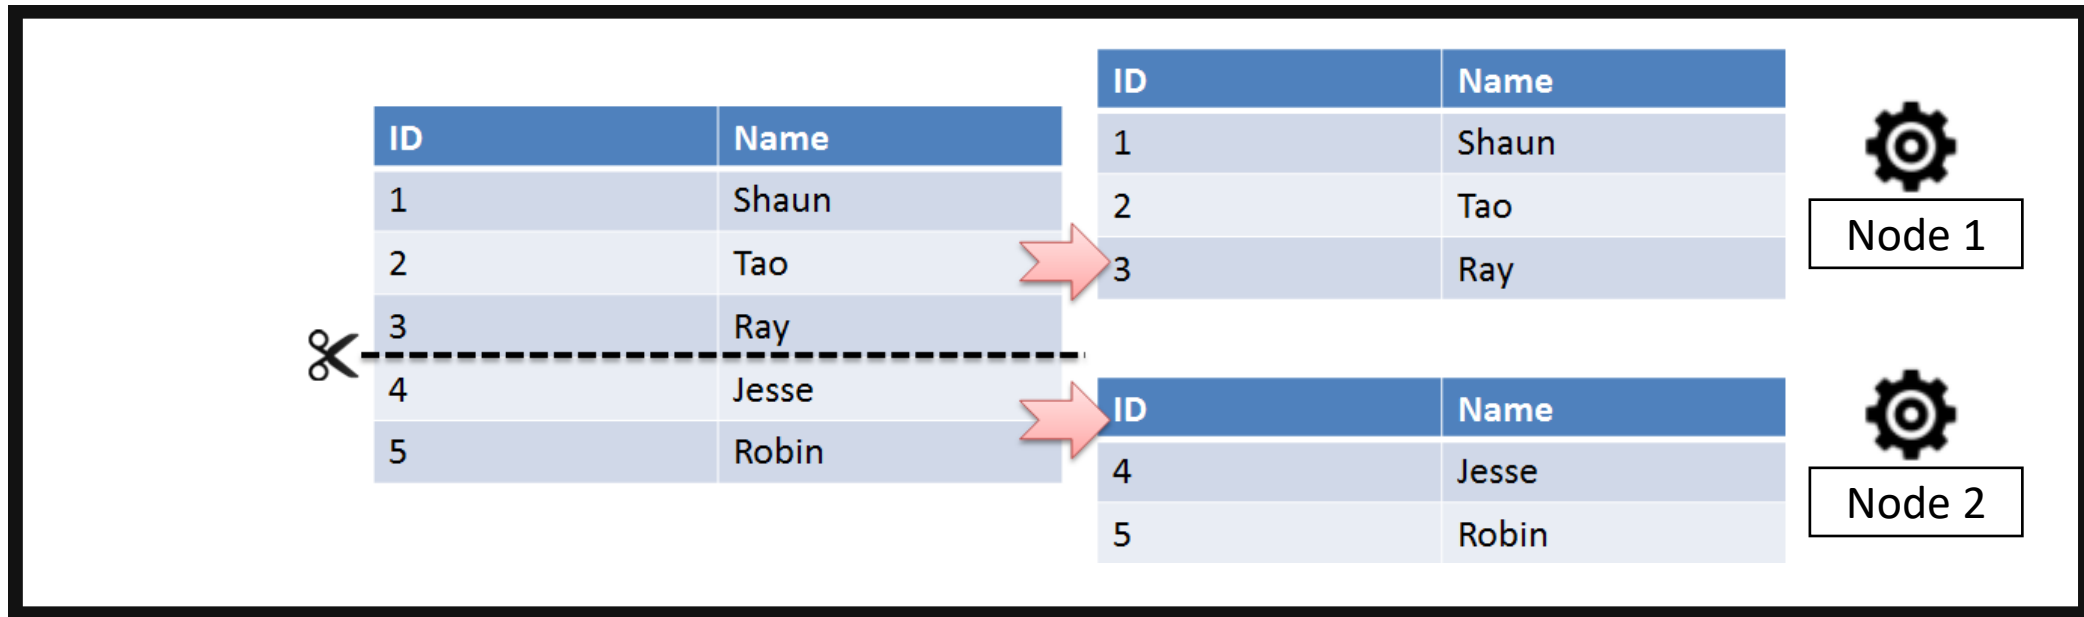 ID Name
1 Shaun
2 Tao
3 Ray
4 Jesse
5 Robin
ID Name
1 Shaun
2 Tao
3 Ray
Node 1
ID Name
4 Jesse
5 Robin
Node 2